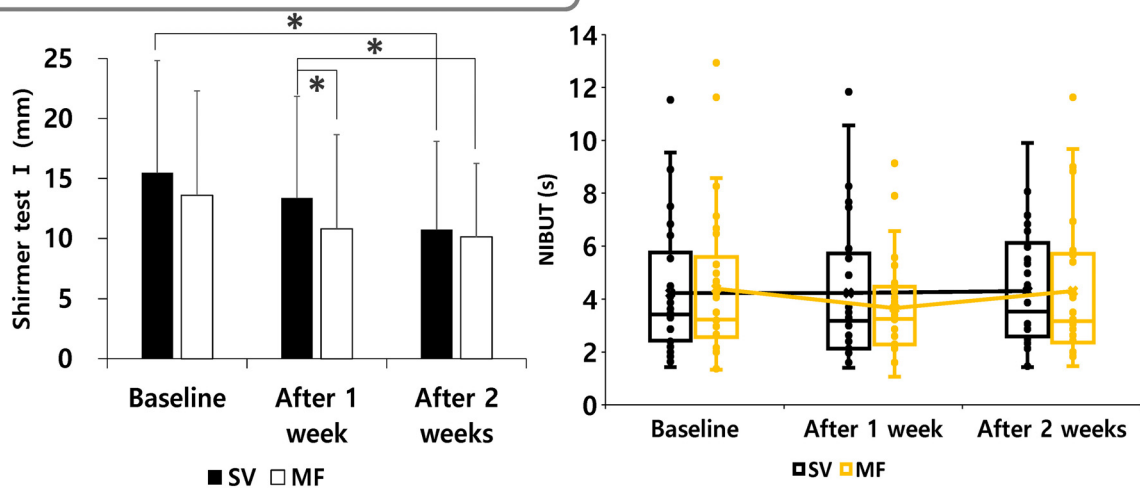 *
*
*
25
20
15
10
5
0
Shirmer test I (mm)
Baseline
After 1
week
After 2
weeks
SV
MF
14
12
10
8
6
4
2
0
NIBUT (s)
Baseline
After 1 week
After 2 weeks
SV
MF